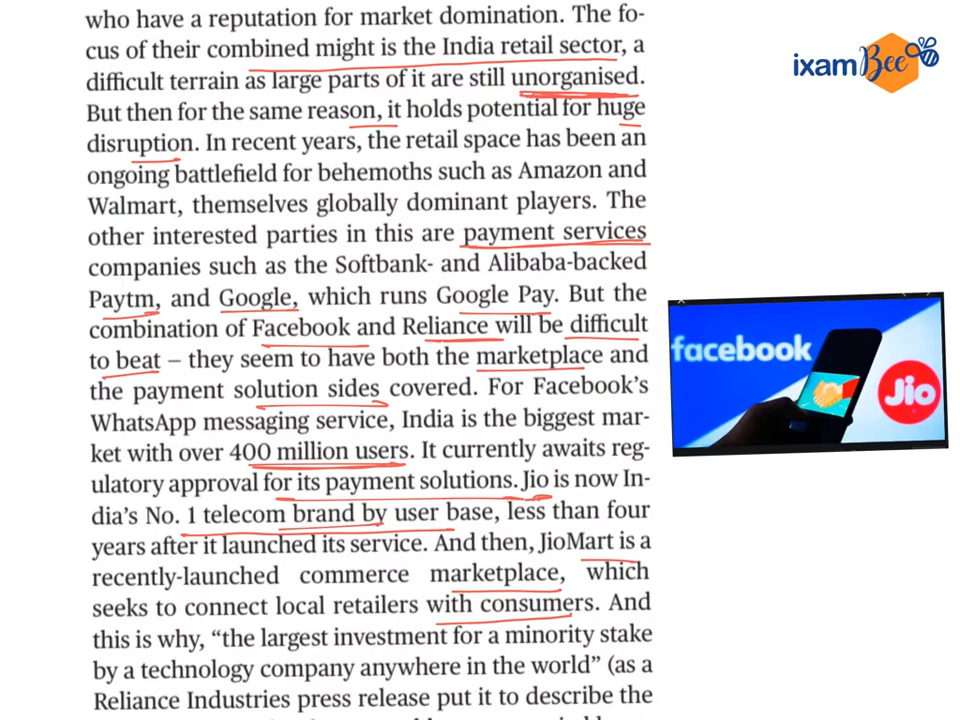 who have a reputation for market domination. The fo-
cus of their combined might is the India retail sector, a
difficult terrain as large parts of it are still unorganised.
But then for the same reason, it holds potential for huge
disruption. In recent years, the retail space has been an
ongoing battlefield for behemoths such as Amazon and
Walmart, themselves globally dominant players. The
other interested parties in this are payment services
companies such as the Softbank- and Alibaba-backed
Paytm, and Google, which runs Google Pay. But the
combination of Facebook and Reliance will be difficult
to beat – they seem to have both the marketplace and
the payment solution sides covered. For Facebook's
WhatsApp messaging service, India is the biggest mar-
ket with over 400 million users. It currently awaits reg-
ulatory approval for its payment solutions. Jio is now In-
dia's No. 1 telecom brand by user base, less than four
years after it launched its service. And then, JioMart is a
recently-launched commerce marketplace, which
seeks to connect local retailers with consumers. And
this is why, “the largest investment for a minority stake
by a technology company anywhere in the world” (as a
Reliance Industries press release put it to describe the
ixamBee
facebook
Jio